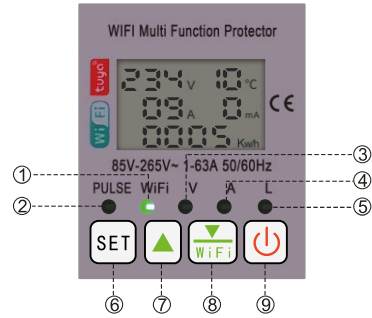 WIFI Multi Function Protector
tuya
WiFi
234 V 10 °C
09 A 0 mA
0005 Kwh
CE
85V-265V~ 1-63A 50/60Hz
PULSE WiFi V A L
① ② ③ ④ ⑤
SET WiFi
⑥ ⑦ ⑧ ⑨